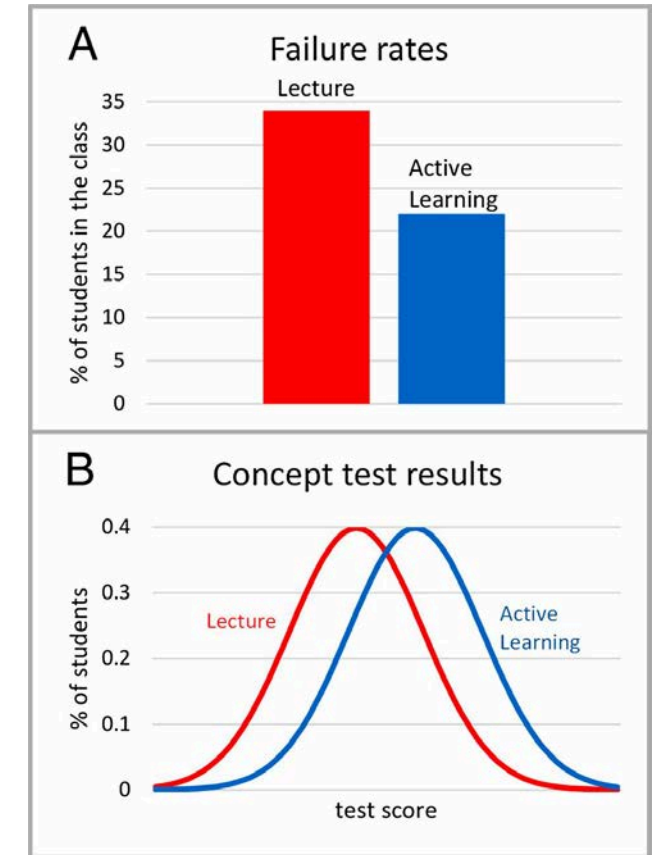 A
Failure rates
Lecture
Active
Learning
% of students in the class
35
30
25
20
15
10
5
0
B
Concept test results
Lecture
Active
Learning
% of students
0.4
0.3
0.2
0.1
0
test score